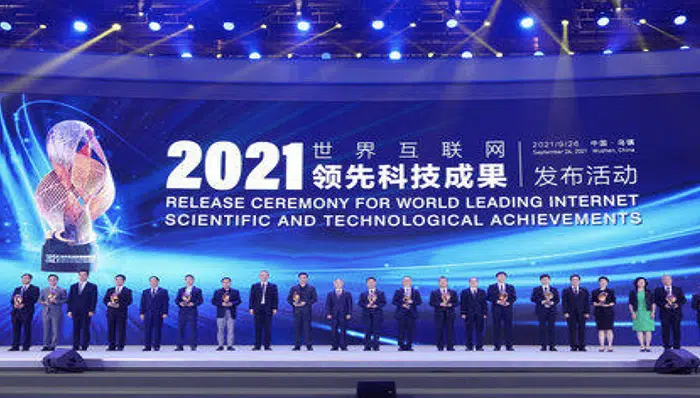 2021
世界互联网
领先科技成果
发布活动
2021/9/26 中国·乌镇
September 26, 2021 Wuzhen, China
RELEASE CEREMONY FOR WORLD LEADING INTERNET
SCIENTIFIC AND TECHNOLOGICAL ACHIEVEMENTS